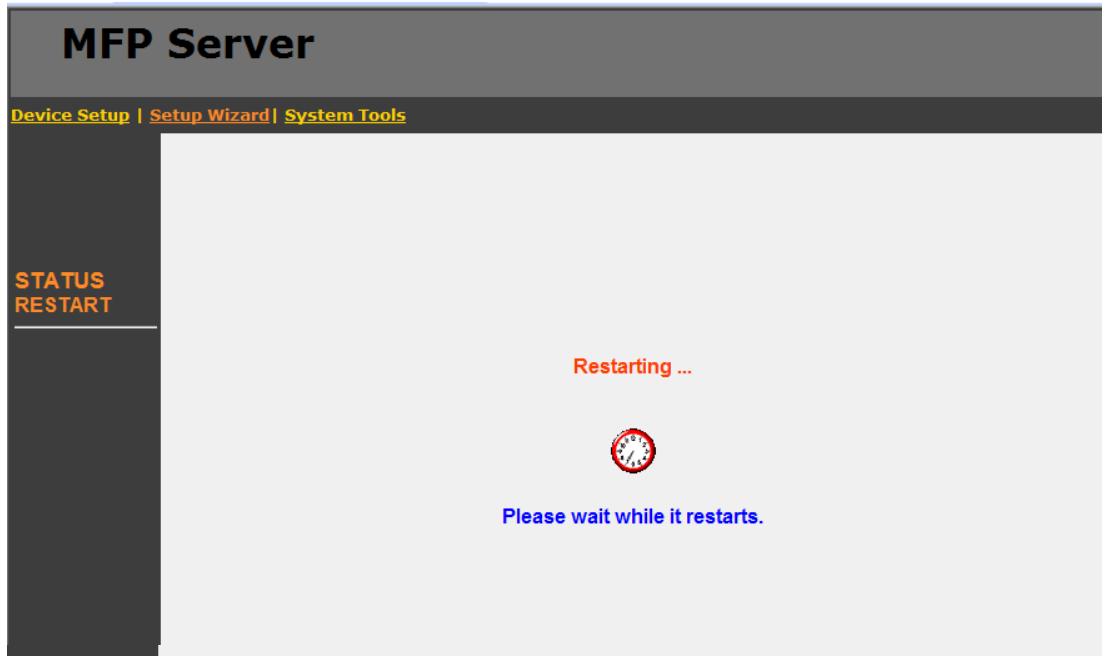 MFP Server
Device Setup | Setup Wizard| System Tools
STATUS
RESTART
Restarting ...
Please wait while it restarts.